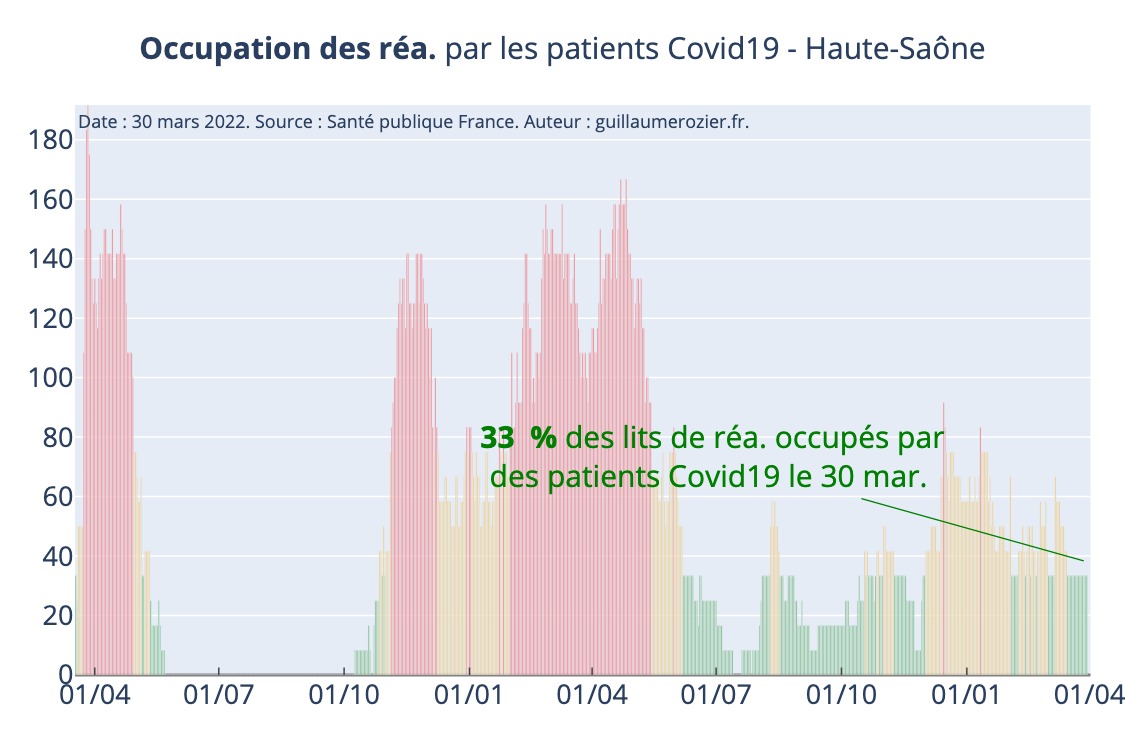 Occupation des réa. par les patients Covid19 - Haute-Saône
Date : 30 mars 2022. Source : Santé publique France. Auteur : guillaumerozier.fr.
180
160
140
120
100
80
60
40
20
0
33 % des lits de réa. occupés par
des patients Covid19 le 30 mar.
01/04 01/07 01/10 01/01 01/04 01/07 01/10 01/01 01/04